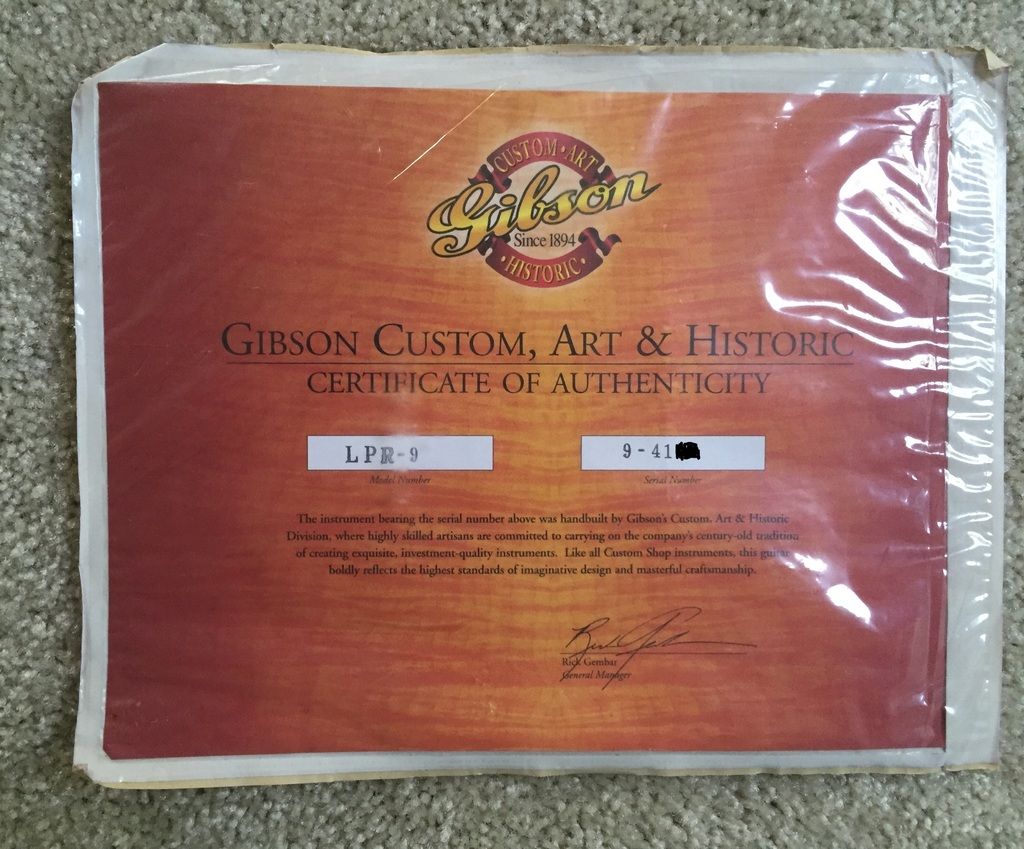 CUSTOM • ART
Gibson
Since 1894
• HISTORIC •
GIBSON CUSTOM, ART & HISTORIC
CERTIFICATE OF AUTHENTICITY
LPR-9 9-41
Model Number Serial Number
The instrument bearing the serial number above was handbuilt by Gibson's Custom, Art & Historic
Division, where highly skilled artisans are committed to carrying on the company's century-old tradition
of creating exquisite, investment-quality instruments. Like all Custom Shop instruments, this guitar
boldly reflects the highest standards of imaginative design and masterful craftsmanship.
Rick Gembar
General Manager